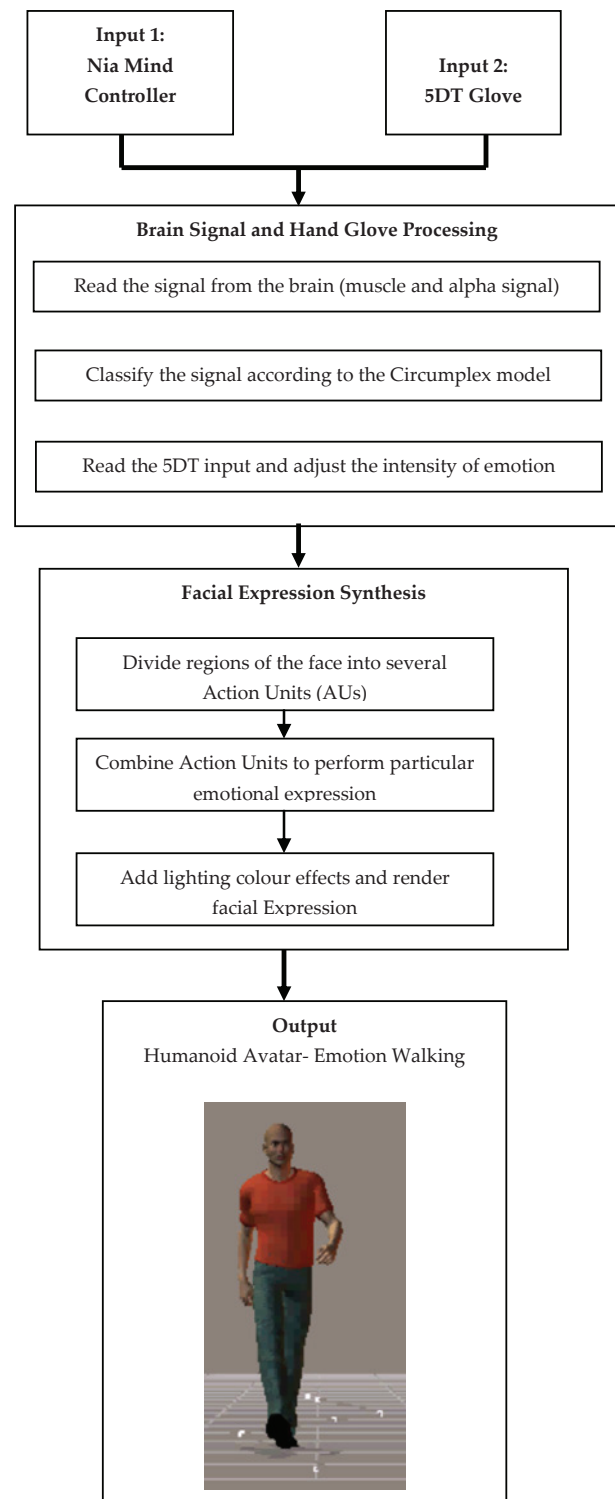 Input 1:
Nia Mind
Controller
Input 2:
5DT Glove
Brain Signal and Hand Glove Processing
Read the signal from the brain (muscle and alpha signal)
Classify the signal according to the Circumplex model
Read the 5DT input and adjust the intensity of emotion
Facial Expression Synthesis
Divide regions of the face into several
Action Units (AUs)
Combine Action Units to perform particular
emotional expression
Add lighting colour effects and render
facial Expression
Output
Humanoid Avatar- Emotion Walking